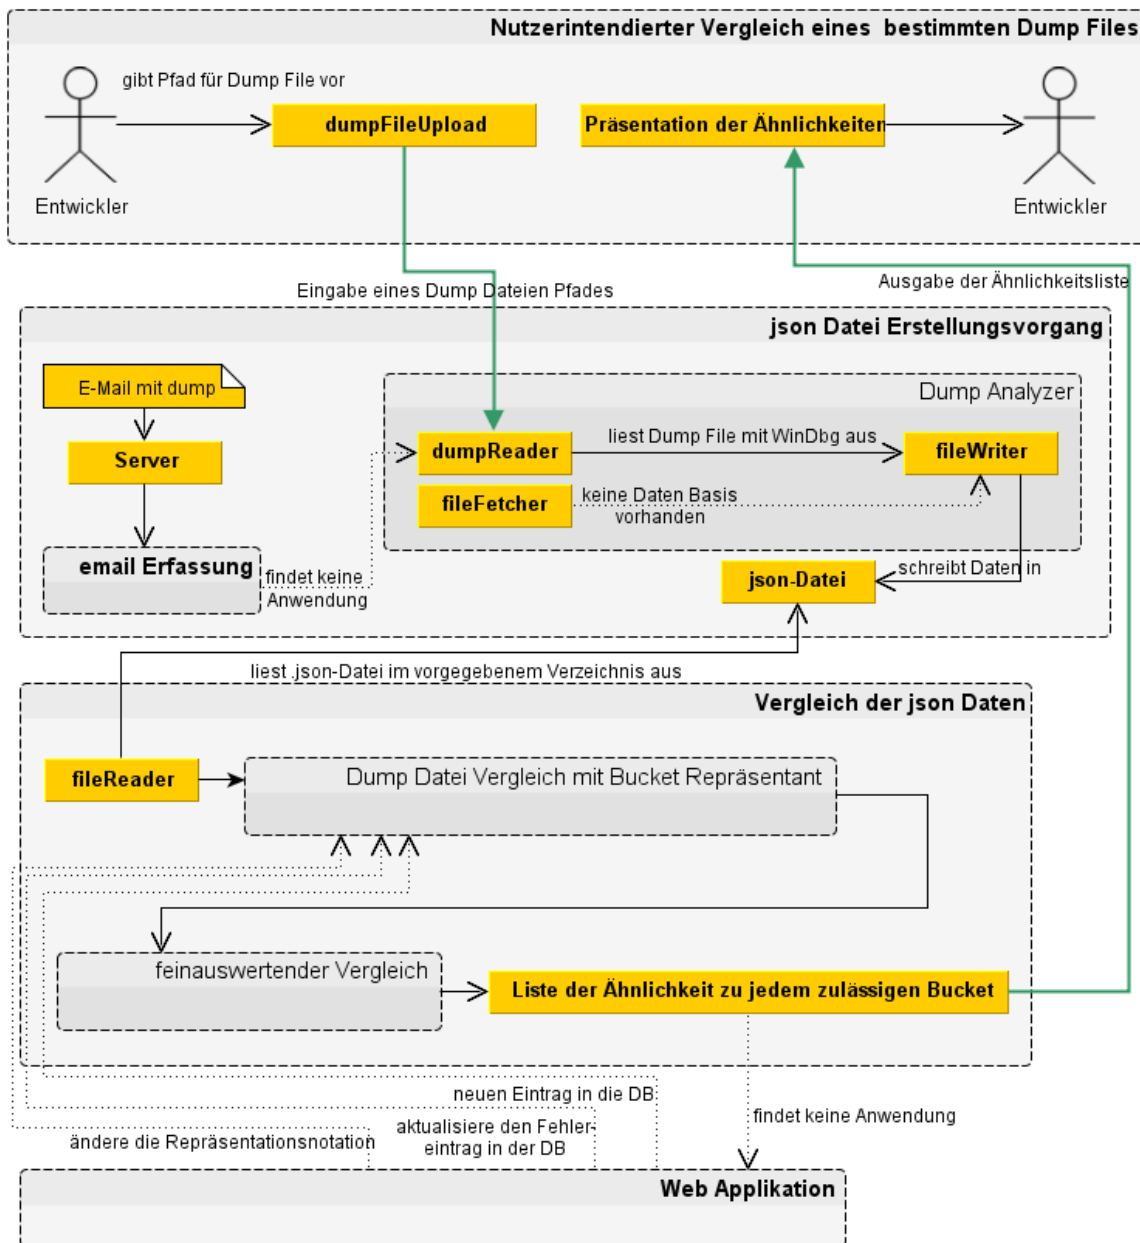 Nutzerintendierter Vergleich eines bestimmten Dump Files
gibt Pfad für Dump File vor
dumpFileUpload
Präsentation der Ähnlichkeiten
Entwickler
Entwickler
Eingabe eines Dump Dateien Pfades
Ausgabe der Ähnlichkeitsliste
json Datei Erstellungsvorgang
E-Mail mit dump
Dump Analyzer
Server
dumpReader
liest Dump File mit WinDbg aus
fileWriter
fileFetcher
keine Daten Basis
vorhanden
email Erfassung
findet keine
Anwendung
json-Datei
schreibt Daten in
liest .json-Datei im vorgegebenem Verzeichnis aus
Vergleich der json Daten
fileReader
Dump Datei Vergleich mit Bucket Repräsentant
feinauswertender Vergleich
Liste der Ähnlichkeit zu jedem zulässigen Bucket
neuen Eintrag in die DB
aktualisiere den Fehler-
eintrag in der DB
ändere die Repräsentationsnotation
findet keine Anwendung
Web Applikation